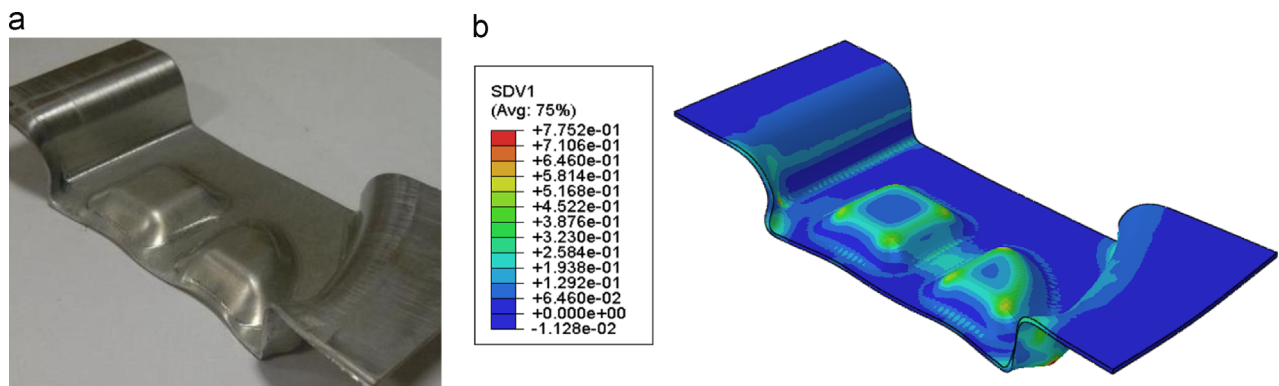 a
b
SDV1
(Avg: 75%)
+7.752e-01
+7.106e-01
+6.460e-01
+5.814e-01
+5.168e-01
+4.522e-01
+3.876e-01
+3.230e-01
+2.584e-01
+1.938e-01
+1.292e-01
+6.460e-02
+0.000e+00
-1.128e-02